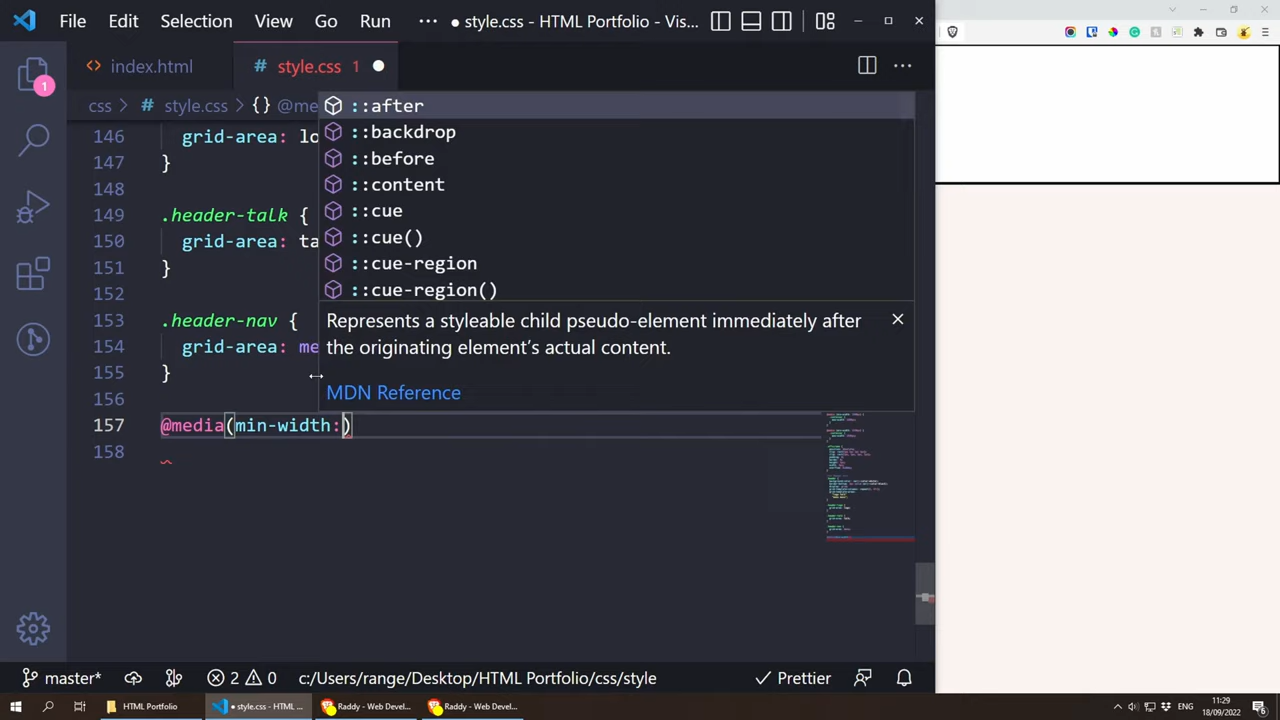 File Edit Selection View Go Run ··· ● style.css - HTML Portfolio - Vis...
<> index.html # style.css 1 ●
css > # style.css > {} @me
::after
::backdrop
::before
::content
::cue
::cue()
::cue-region
::cue-region()
Represents a styleable child pseudo-element immediately after
the originating element's actual content.
MDN Reference
146 grid-area: lo
147 }
148
149 .header-talk {
150 grid-area: ta
151 }
152
153 .header-nav {
154 grid-area: me
155 }
156
157 @media(min-width:)
158
1
master* 2 0 c:/Users/range/Desktop/HTML Portfolio/css/style Prettier
HTML Portfolio ● style.css - HTML ... Raddy - Web Devel... Raddy - Web Devel... ENG 11:29
18/09/2022 6